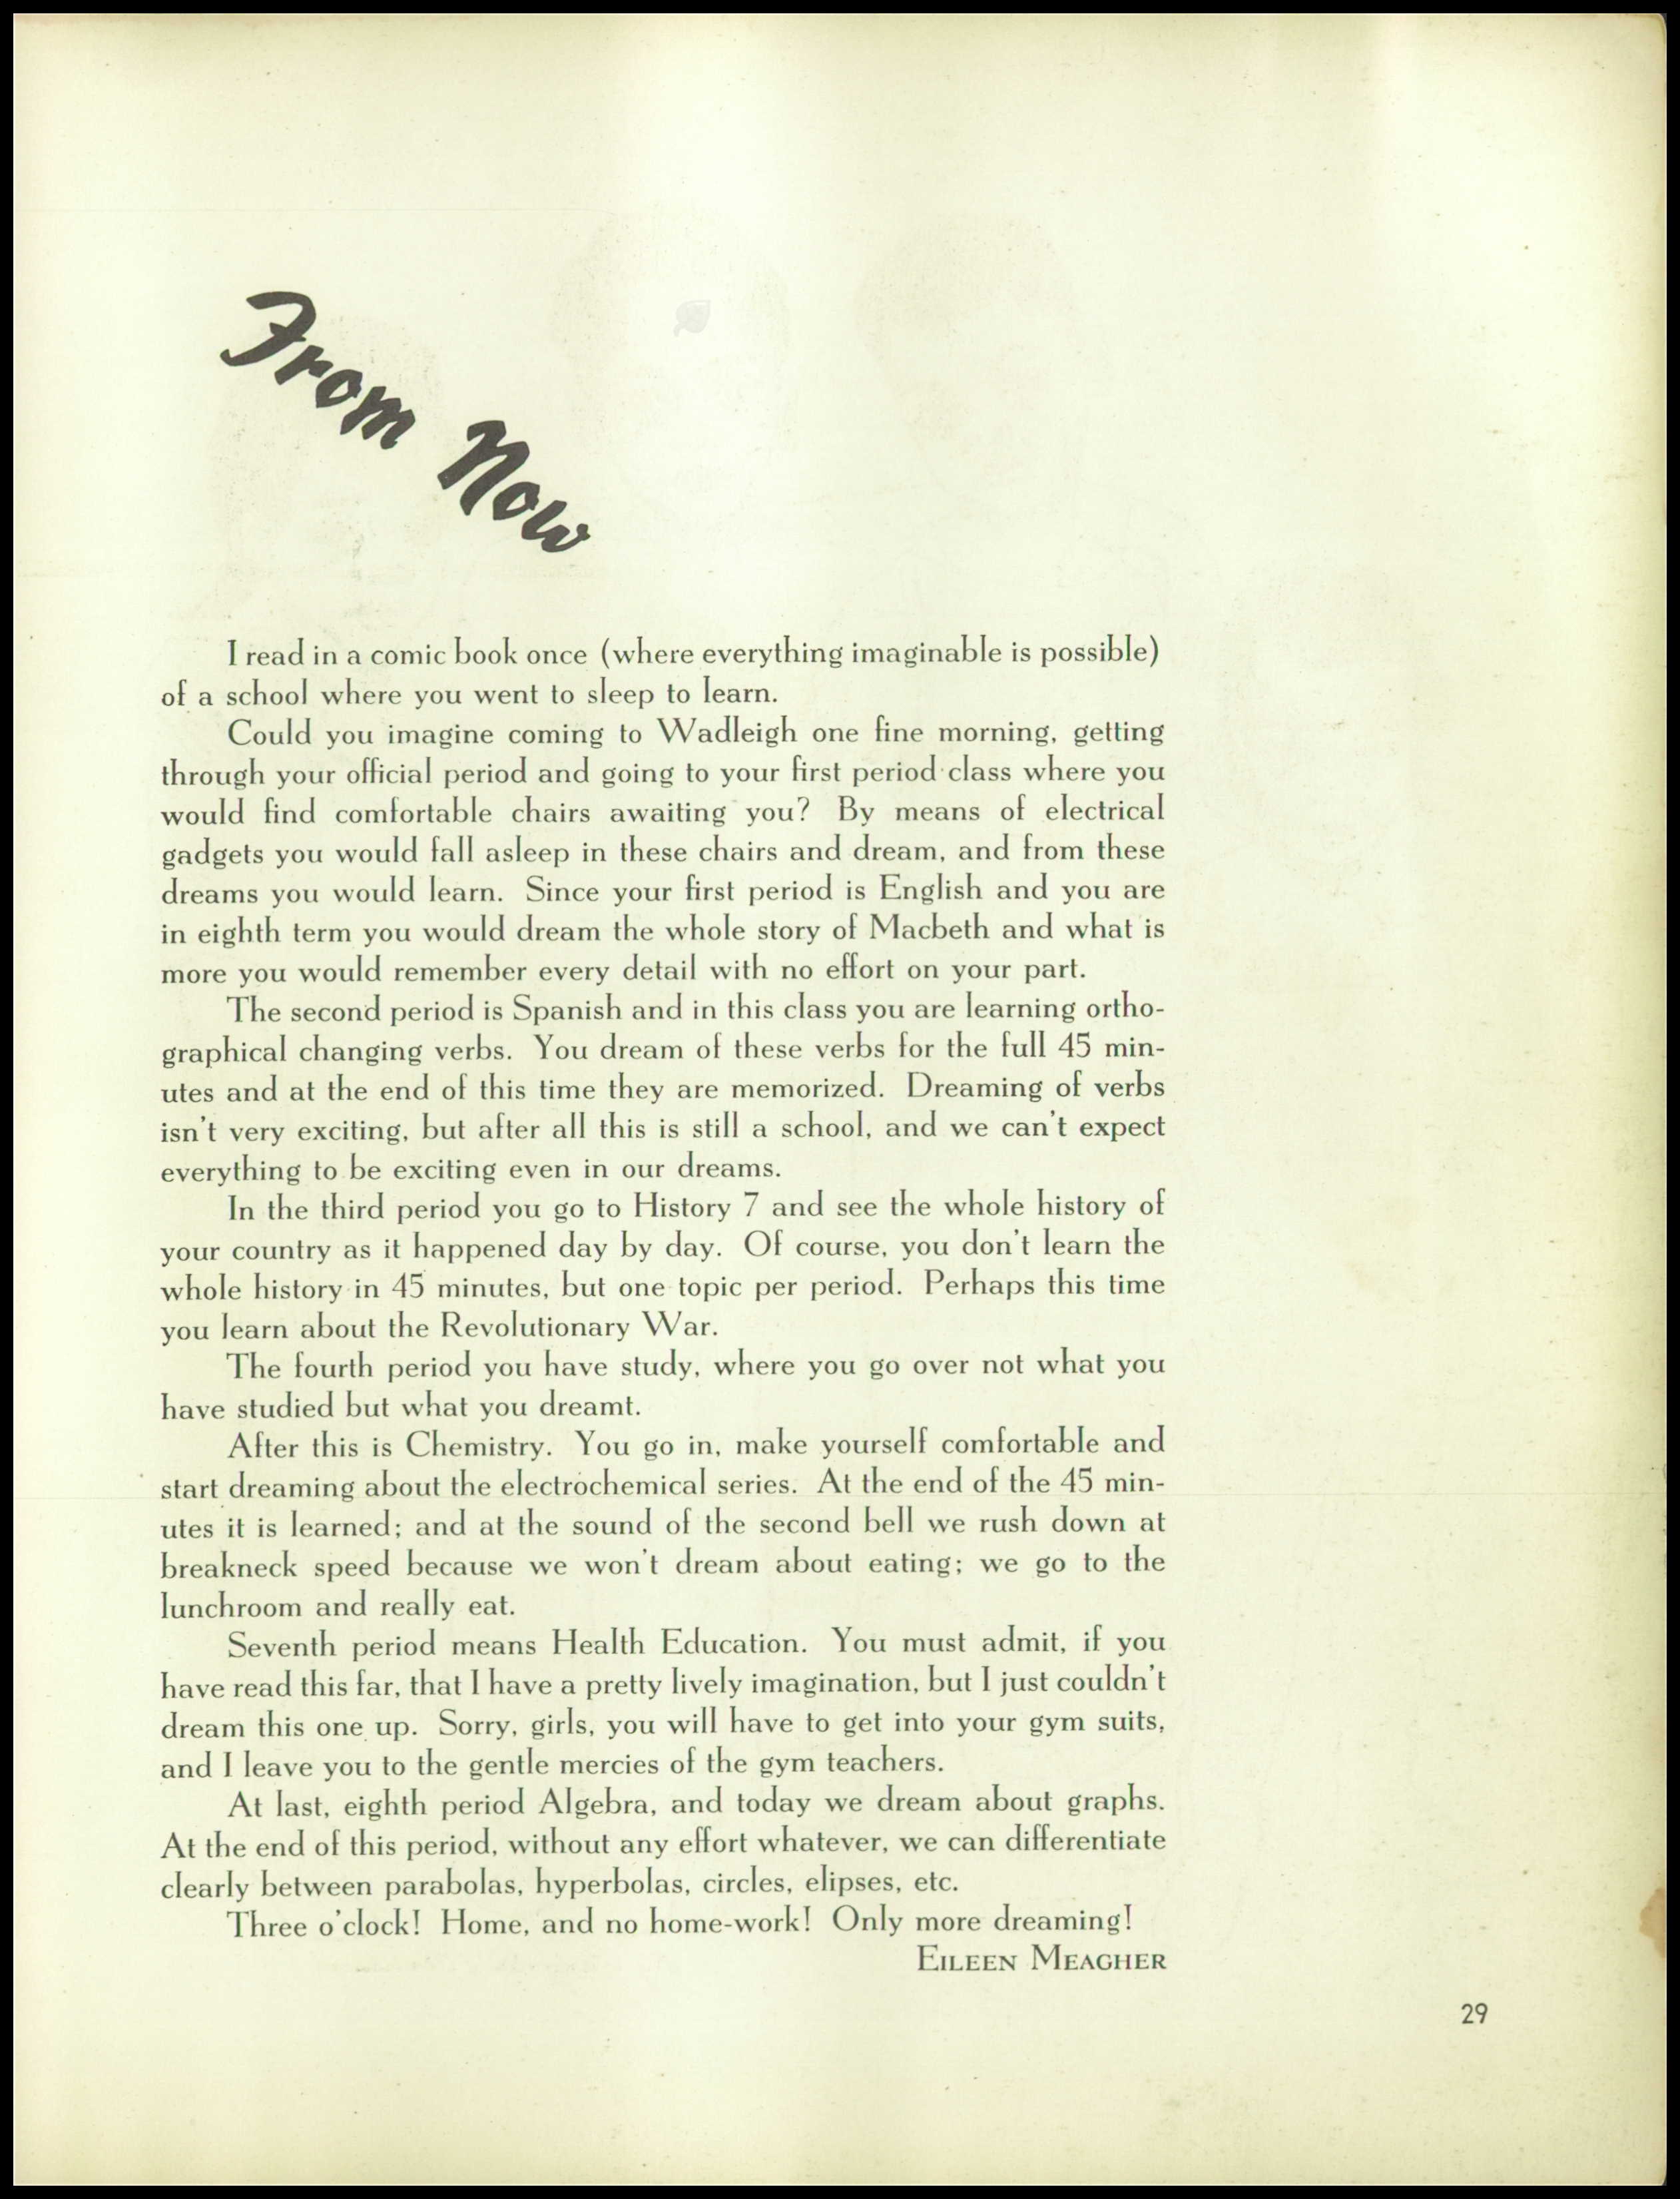 From Now
I read in a comic book once (where everything imaginable is possible)
of a school where you went to sleep to learn.
Could you imagine coming to Wadleigh one fine morning, getting
through your official period and going to your first period class where you
would find comfortable chairs awaiting you? By means of electrical
gadgets you would fall asleep in these chairs and dream, and from these
dreams you would learn. Since your first period is English and you are
in eighth term you would dream the whole story of Macbeth and what is
more you would remember every detail with no effort on your part.
The second period is Spanish and in this class you are learning ortho-
graphical changing verbs. You dream of these verbs for the full 45 min-
utes and at the end of this time they are memorized. Dreaming of verbs
isn't very exciting, but after all this is still a school, and we can't expect
everything to be exciting even in our dreams.
In the third period you go to History 7 and see the whole history of
your country as it happened day by day. Of course, you don't learn the
whole history in 45 minutes, but one topic per period. Perhaps this time
you learn about the Revolutionary War.
The fourth period you have study, where you go over not what you
have studied but what you dreamt.
After this is Chemistry. You go in, make yourself comfortable and
start dreaming about the electrochemical series. At the end of the 45 min-
utes it is learned; and at the sound of the second bell we rush down at
breakneck speed because we won't dream about eating; we go to the
lunchroom and really eat.
Seventh period means Health Education. You must admit, if you
have read this far, that I have a pretty lively imagination, but I just couldn't
dream this one up. Sorry, girls, you will have to get into your gym suits,
and I leave you to the gentle mercies of the gym teachers.
At last, eighth period Algebra, and today we dream about graphs.
At the end of this period, without any effort whatever, we can differentiate
clearly between parabolas, hyperbolas, circles, elipses, etc.
Three o'clock! Home, and no home-work! Only more dreaming!
EILEEN MEAGHER
29